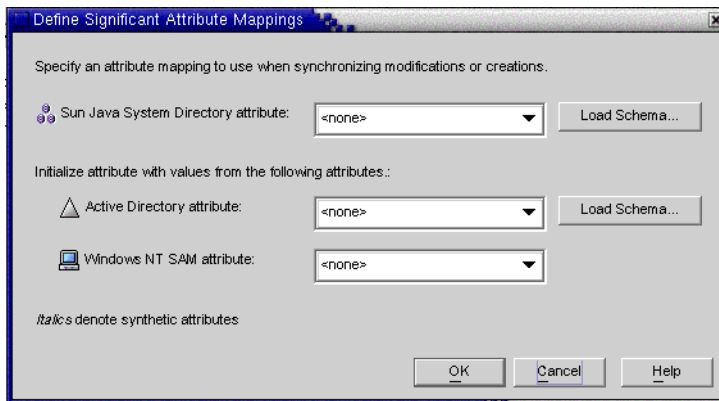 Define Significant Attribute Mappings
Specify an attribute mapping to use when synchronizing modifications or creations.
Sun Java System Directory attribute: <none> Load Schema...
Initialize attribute with values from the following attributes.:
Active Directory attribute: <none> Load Schema...
Windows NT SAM attribute: <none>
Italics denote synthetic attributes
OK Cancel Help